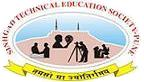 SINHGAD TECHNICAL EDUCATION SOCIETY-PUNE
तमसो मा ज्योतिर्गमय